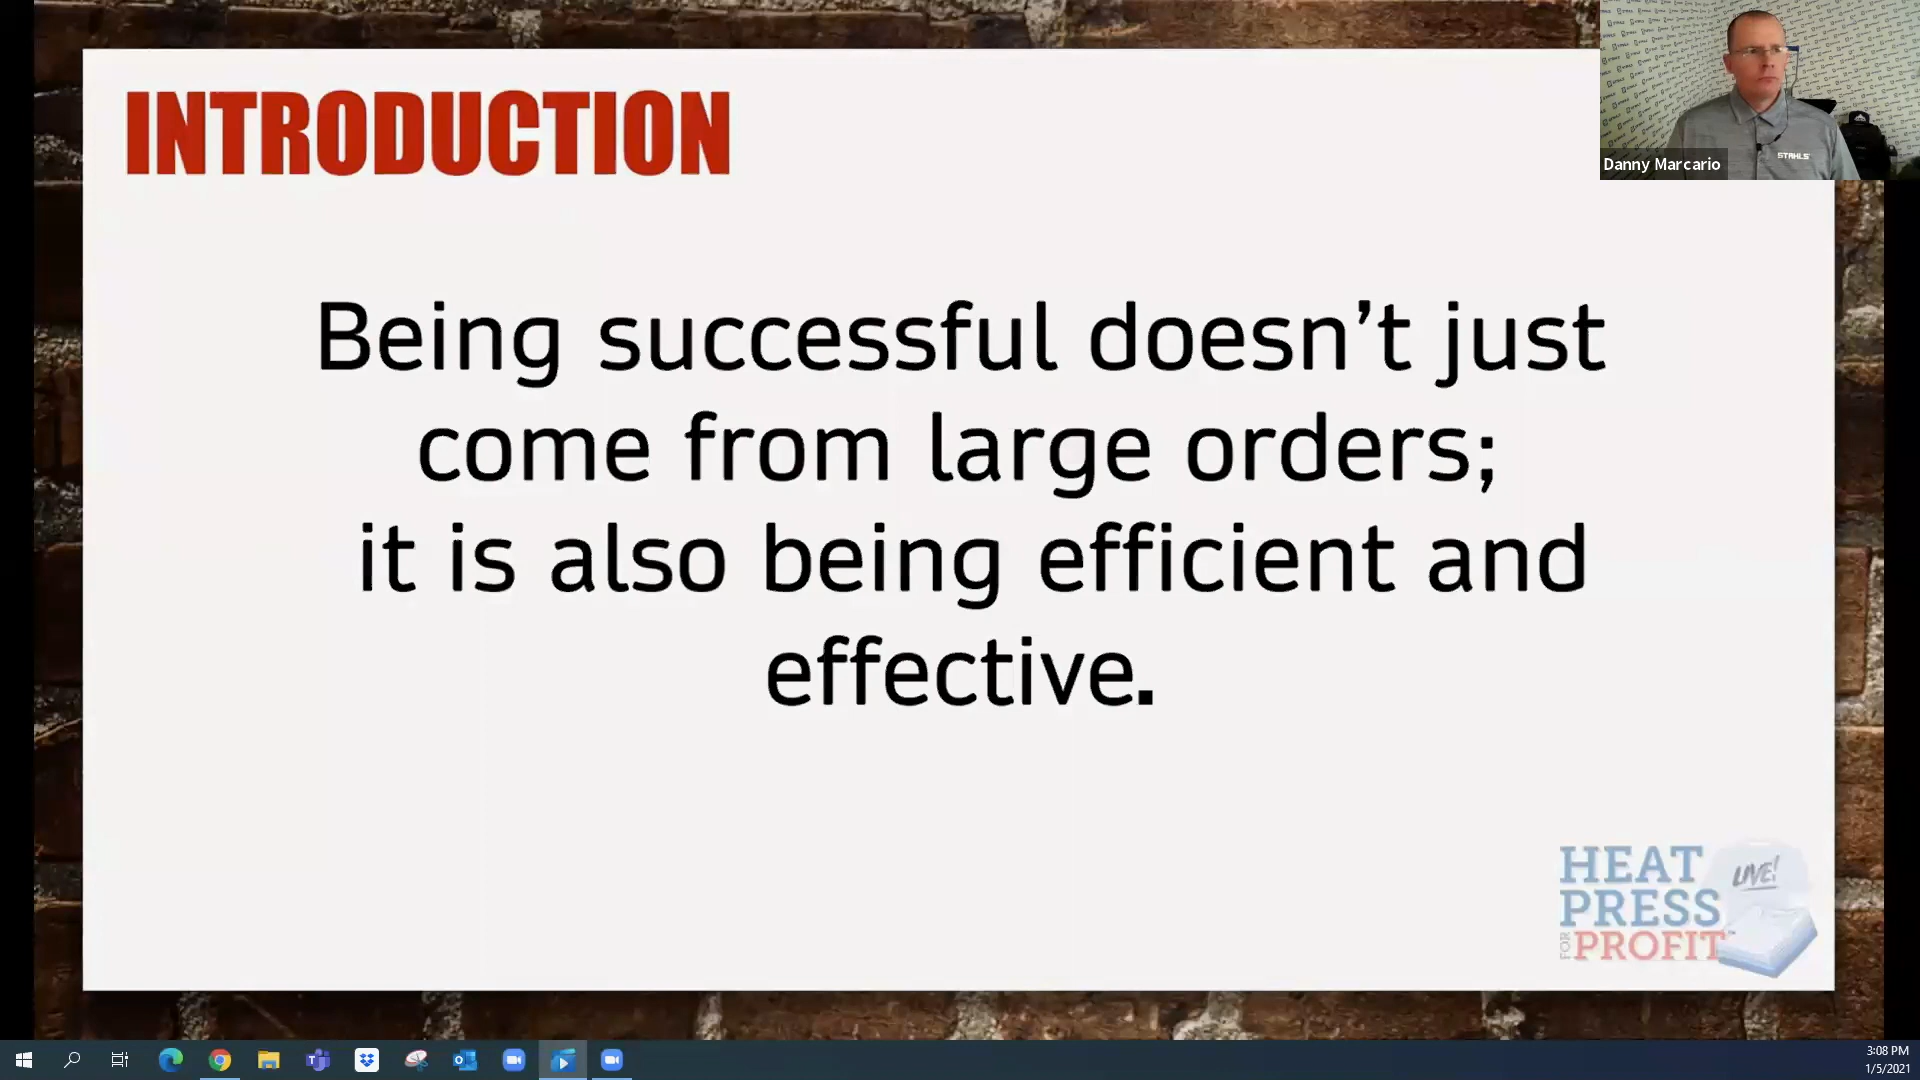 INTRODUCTION
Danny Marcario
STAHLS'
Being successful doesn’t just
come from large orders;
it is also being efficient and
effective.
HEAT
PRESS
FOR PROFIT™
LIVE!
3:08 PM
1/5/2021